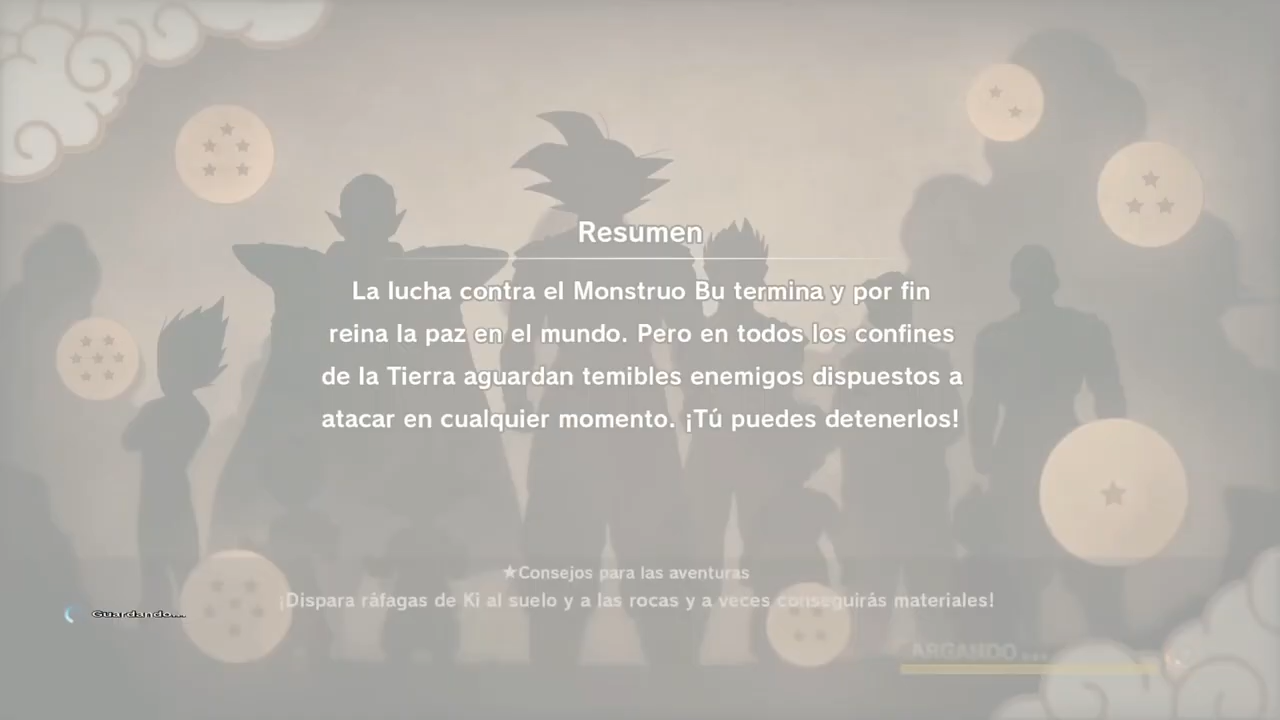 Resumen
La lucha contra el Monstruo Bu termina y por fin
reina la paz en el mundo. Pero en todos los confines
de la Tierra aguardan temibles enemigos dispuestos a
atacar en cualquier momento. ¡Tú puedes detenerlos!
★Consejos para las aventuras
¡Dispara ráfagas de Ki al suelo y a las rocas y a veces conseguirás materiales!
Guardando...
CARGANDO...